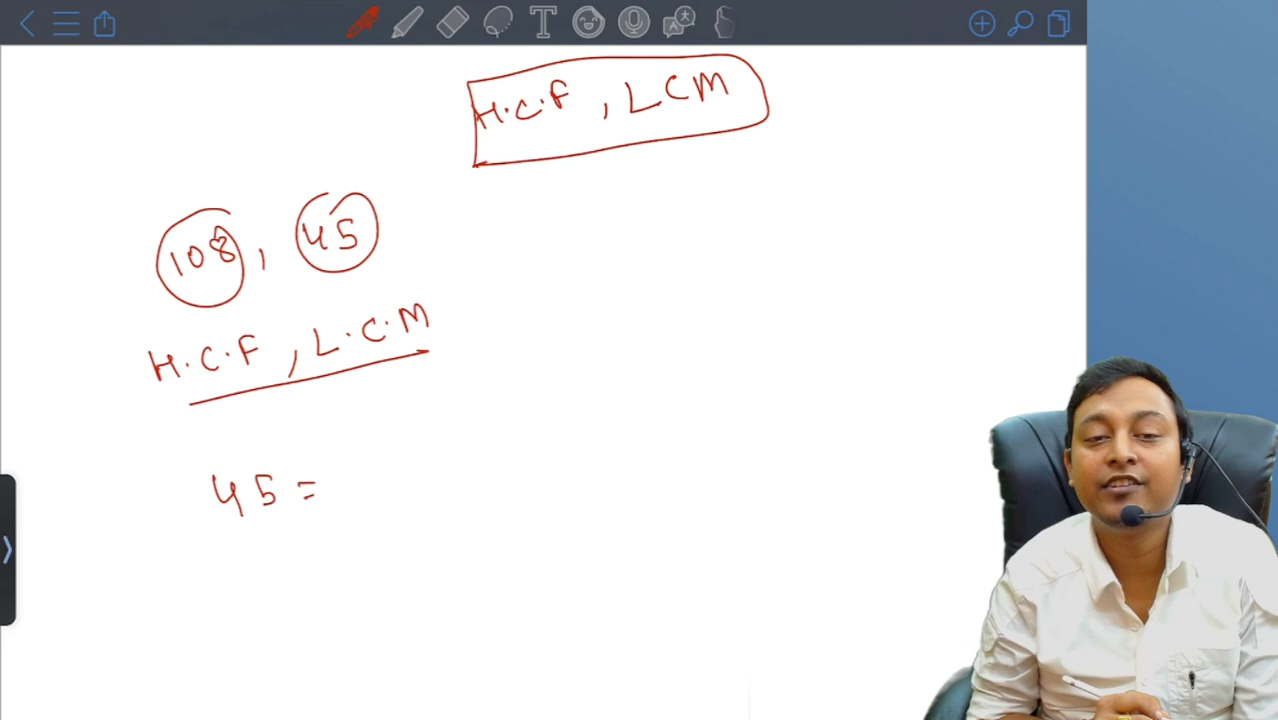 H.C.F , LCM
108 , 45
H.C.F , L.C.M
45 =